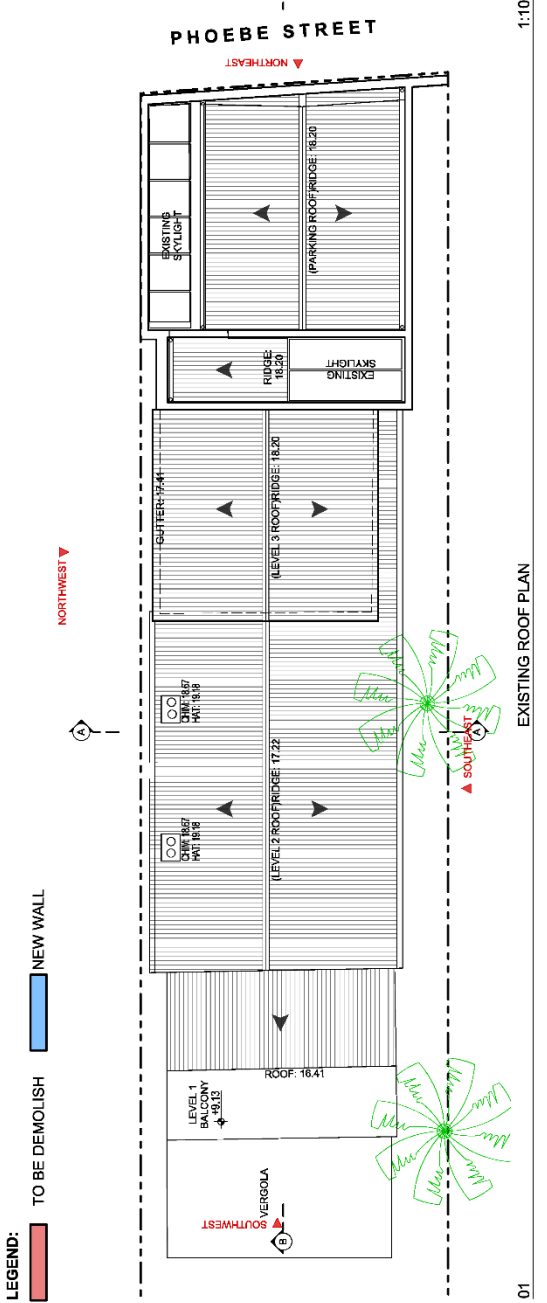 LEGEND:
TO BE DEMOLISH
NEW WALL
PHOEBE STREET
NORTHEAST
NORTHWEST
SOUTHEAST
SOUTHWEST
EXISTING
SKYLIGHT
(PARKING ROOF)RIDGE: 18.20
RIDGE:
18.20
EXISTING
SKYLIGHT
GUTTER: 17.41
(LEVEL 3 ROOF)RIDGE: 18.20
A
A
CHIM: 18.67
HAT: 19.18
CHIM: 18.67
HAT: 19.18
(LEVEL 2 ROOF)RIDGE: 17.22
ROOF: 16.41
LEVEL 1
BALCONY
+9.13
VERGOLA
B
01
EXISTING ROOF PLAN
1:10